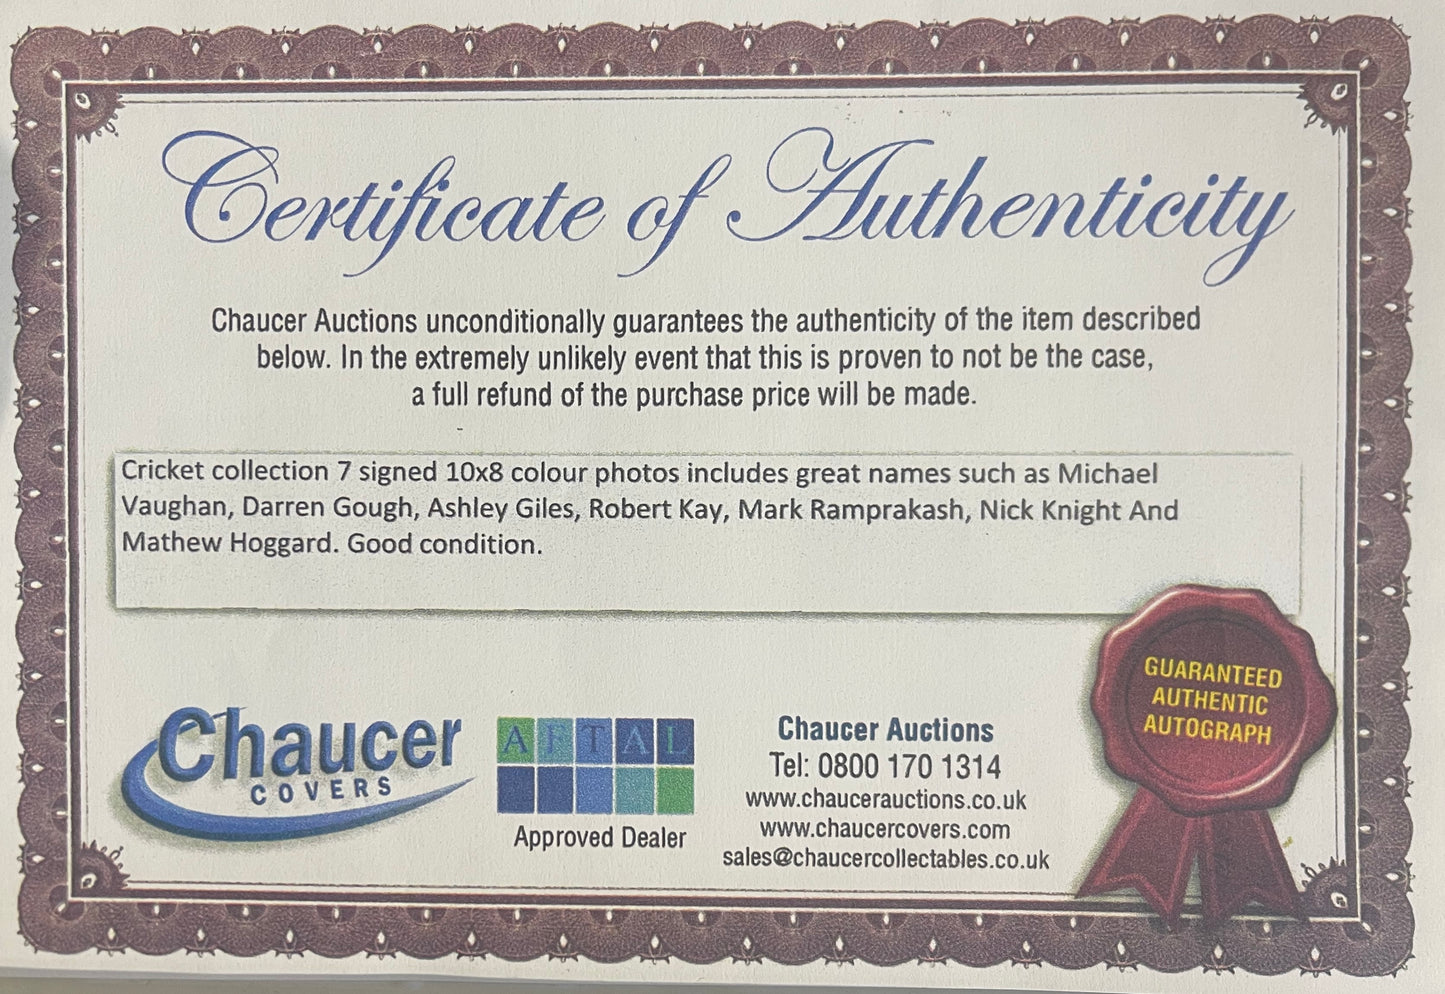 Certificate of Authenticity
Chaucer Auctions unconditionally guarantees the authenticity of the item described
below. In the extremely unlikely event that this is proven to not be the case,
a full refund of the purchase price will be made.
Cricket collection 7 signed 10x8 colour photos includes great names such as Michael
Vaughan, Darren Gough, Ashley Giles, Robert Kay, Mark Ramprakash, Nick Knight And
Mathew Hoggard. Good condition.
Chaucer
COVERS
AFTAL
Approved Dealer
Chaucer Auctions
Tel: 0800 170 1314
www.chaucerauctions.co.uk
www.chaucercovers.com
sales@chaucercollectables.co.uk
GUARANTEED
AUTHENTIC
AUTOGRAPH